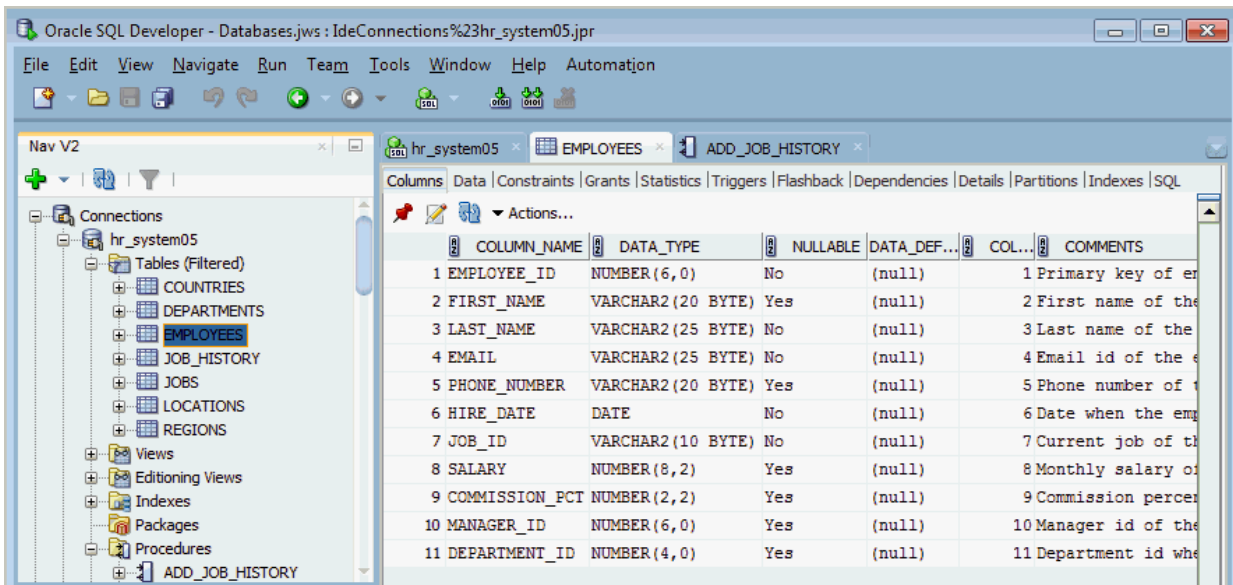 Oracle SQL Developer - Databases.jws : IdeConnections%23hr_system05.jpr
File Edit View Navigate Run Team Tools Window Help Automation
Nav V2
Connections
hr_system05
Tables (Filtered)
COUNTRIES
DEPARTMENTS
EMPLOYEES
JOB_HISTORY
JOBS
LOCATIONS
REGIONS
Views
Editioning Views
Indexes
Packages
Procedures
ADD_JOB_HISTORY
hr_system05 EMPLOYEES ADD_JOB_HISTORY
Columns Data |Constraints |Grants |Statistics |Triggers |Flashback |Dependencies |Details |Partitions |Indexes |SQL
Actions...
COLUMN_NAME DATA_TYPE NULLABLE DATA_DEF... COL... COMMENTS
1 EMPLOYEE_ID NUMBER(6,0) No (null) 1 Primary key of em
2 FIRST_NAME VARCHAR2(20 BYTE) Yes (null) 2 First name of the
3 LAST_NAME VARCHAR2(25 BYTE) No (null) 3 Last name of the
4 EMAIL VARCHAR2(25 BYTE) No (null) 4 Email id of the e
5 PHONE_NUMBER VARCHAR2(20 BYTE) Yes (null) 5 Phone number of t
6 HIRE_DATE DATE No (null) 6 Date when the emp
7 JOB_ID VARCHAR2(10 BYTE) No (null) 7 Current job of th
8 SALARY NUMBER(8,2) Yes (null) 8 Monthly salary of
9 COMMISSION_PCT NUMBER(2,2) Yes (null) 9 Commission percen
10 MANAGER_ID NUMBER(6,0) Yes (null) 10 Manager id of the
11 DEPARTMENT_ID NUMBER(4,0) Yes (null) 11 Department id whe